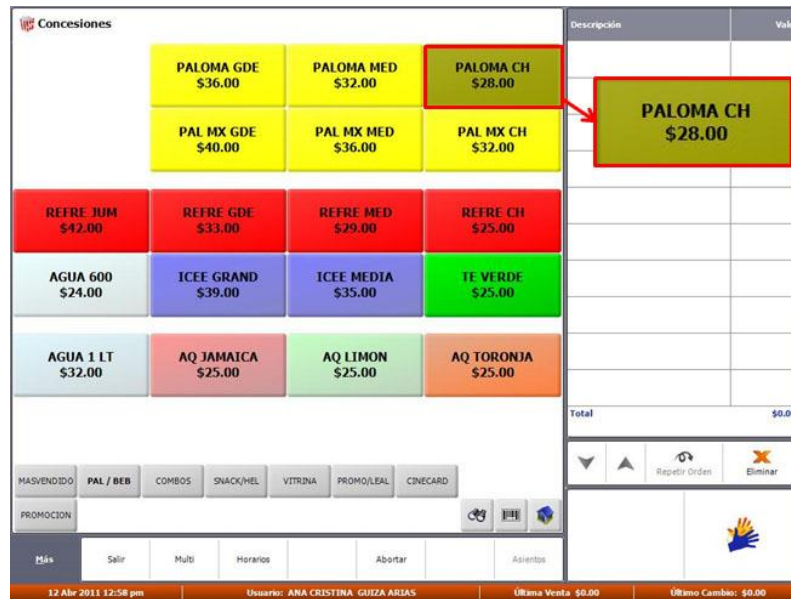 Concesiones
Descripción
PALOMA GDE
$36.00
PALOMA MED
$32.00
PALOMA CH
$28.00
PALOMA CH
$28.00
PAL MX GDE
$40.00
PAL MX MED
$36.00
PAL MX CH
$32.00
REFRE JUM
$42.00
REFRE GDE
$33.00
REFRE MED
$29.00
REFRE CH
$25.00
AGUA 600
$24.00
ICEE GRAND
$39.00
ICEE MEDIA
$35.00
TE VERDE
$25.00
AGUA 1 LT
$32.00
AQ JAMAICA
$25.00
AQ LIMON
$25.00
AQ TORONJA
$25.00
Total
Repetir Orden
Eliminar
MASVENDIDO
PAL / BEB
COMBOS
SNACK/HEL
VITRINA
PROMO/LEAL
CINECARD
PROMOCION
Más
Salir
Multi
Horarios
Abortar
Asientos
12 Abr 2011 12:58 pm
Usuario: ANA CRISTINA GUIZA ARIAS
Última Venta $0.00
Último Cambio: $0.00